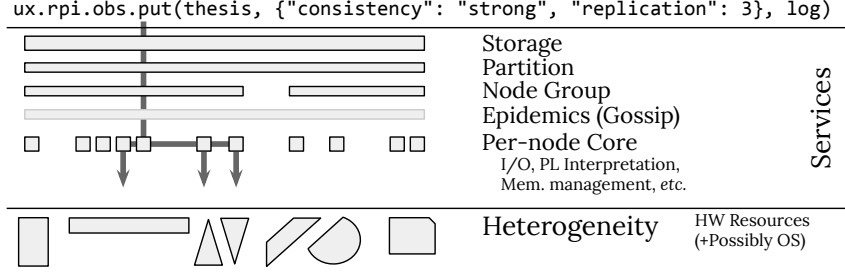 ux.rpi.obs.put(thesis, {"consistency": "strong", "replication": 3}, log)
Storage
Partition
Node Group
Epidemics (Gossip)
Per-node Core
I/O, PL Interpretation,
Mem. management, etc.
Services
Heterogeneity
HW Resources
(+Possibly OS)